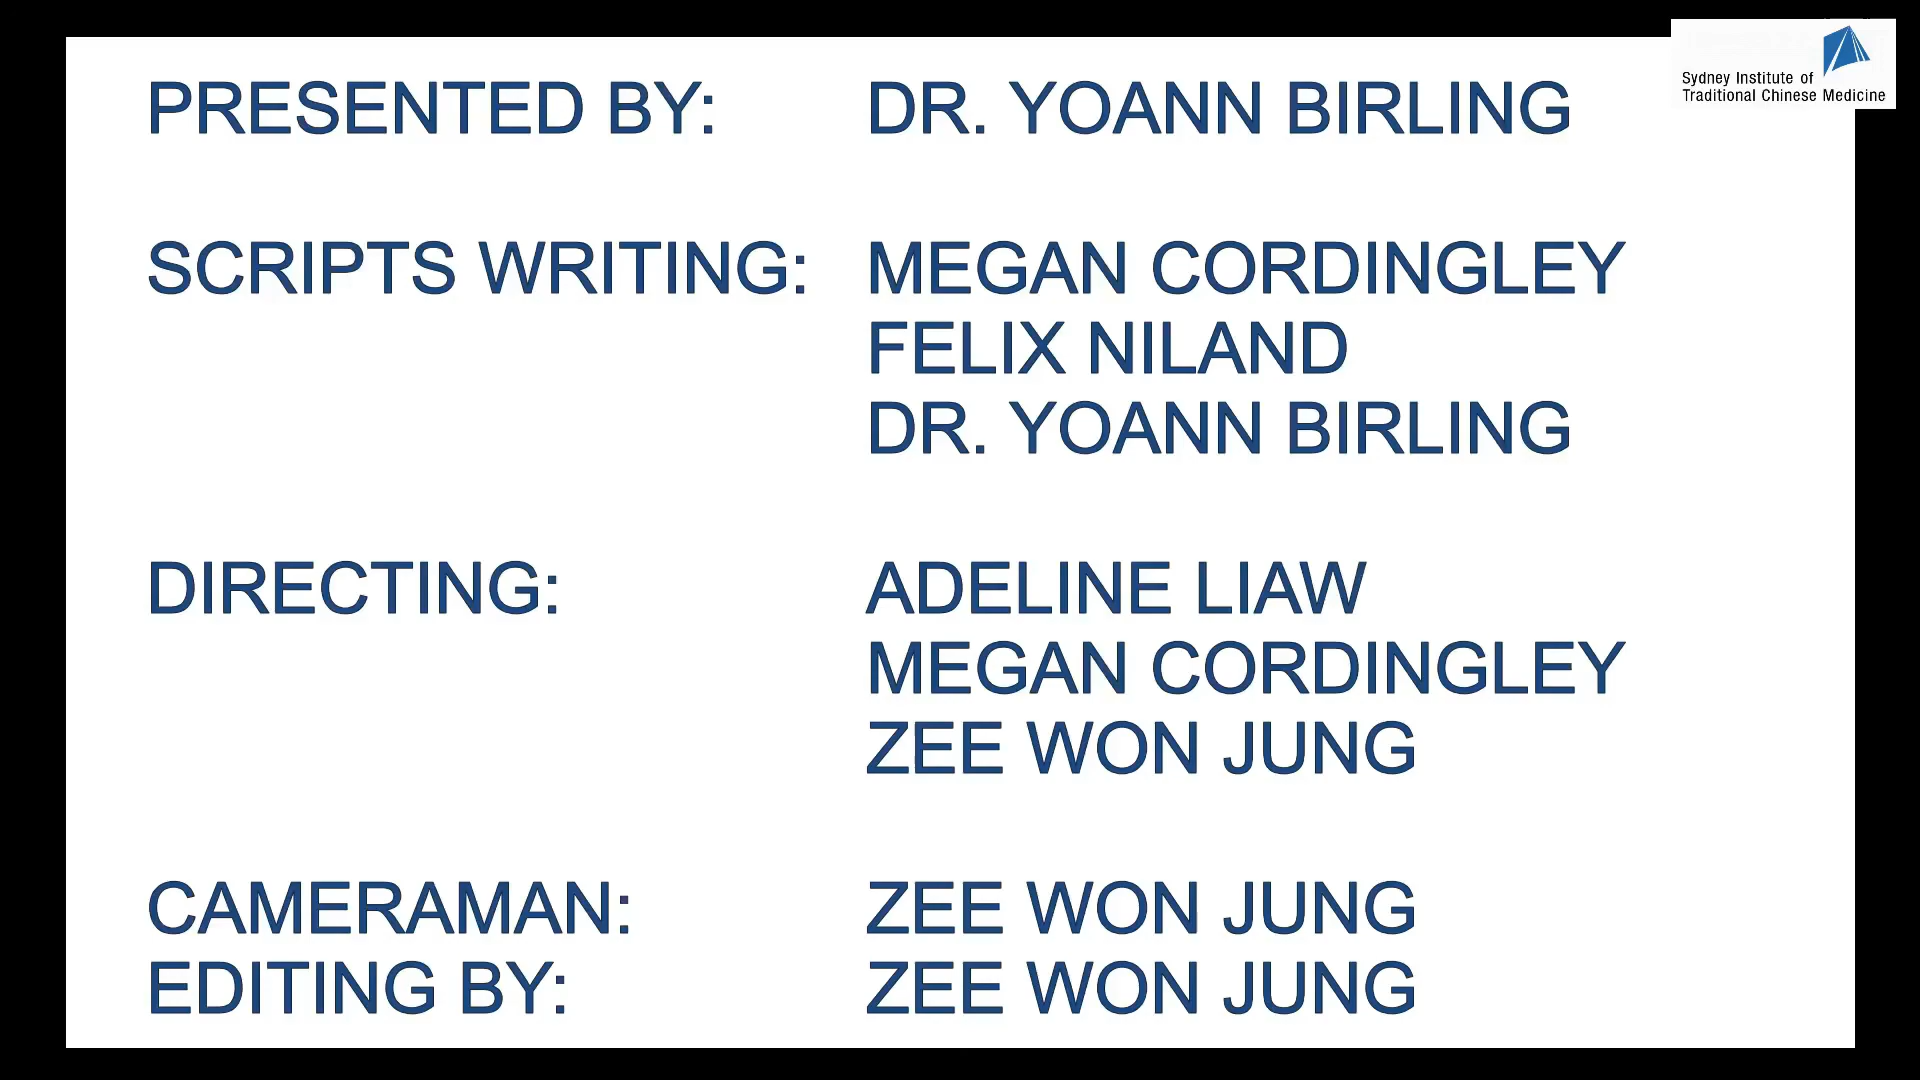 Sydney Institute of
Traditional Chinese Medicine
PRESENTED BY: DR. YOANN BIRLING
SCRIPTS WRITING: MEGAN CORDINGLEY
FELIX NILAND
DR. YOANN BIRLING
DIRECTING: ADELINE LIAW
MEGAN CORDINGLEY
ZEE WON JUNG
CAMERAMAN: ZEE WON JUNG
EDITING BY: ZEE WON JUNG